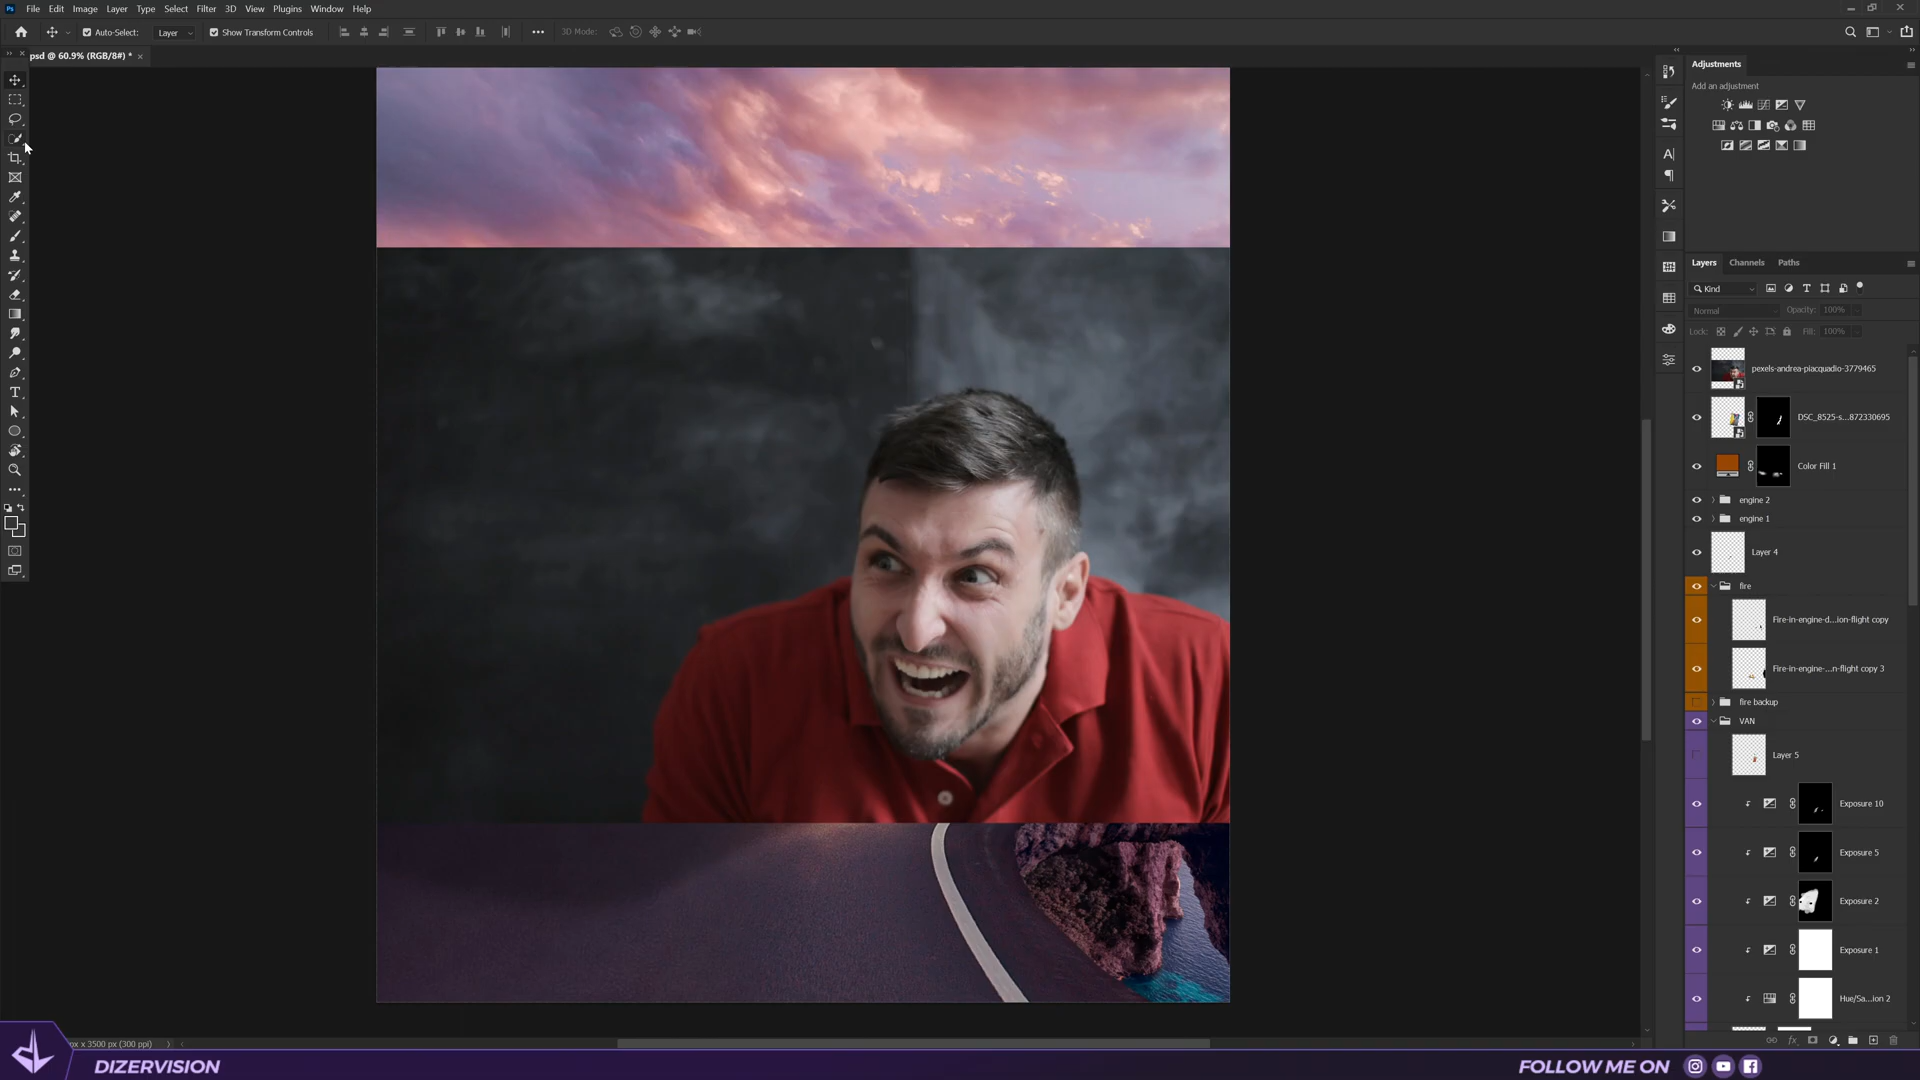 Ps File Edit Image Layer Type Select Filter 3D View Plugins Window Help
Auto-Select: Layer Show Transform Controls 3D Mode:
psd @ 60.9% (RGB/8#) *
Adjustments
Add an adjustment
Layers Channels Paths
Kind
Normal Opacity: 100%
Lock: Fill: 100%
pexels-andrea-piacquadio-3779465
DSC_8525-s...872330695
Color Fill 1
engine 2
engine 1
Layer 4
fire
Fire-in-engine-d...ion-flight copy
Fire-in-engine-...n-flight copy 3
fire backup
VAN
Layer 5
Exposure 10
Exposure 5
Exposure 2
Exposure 1
Hue/Sa...ion 2
px x 3500 px (300 ppi)
DIZERVISION
FOLLOW ME ON